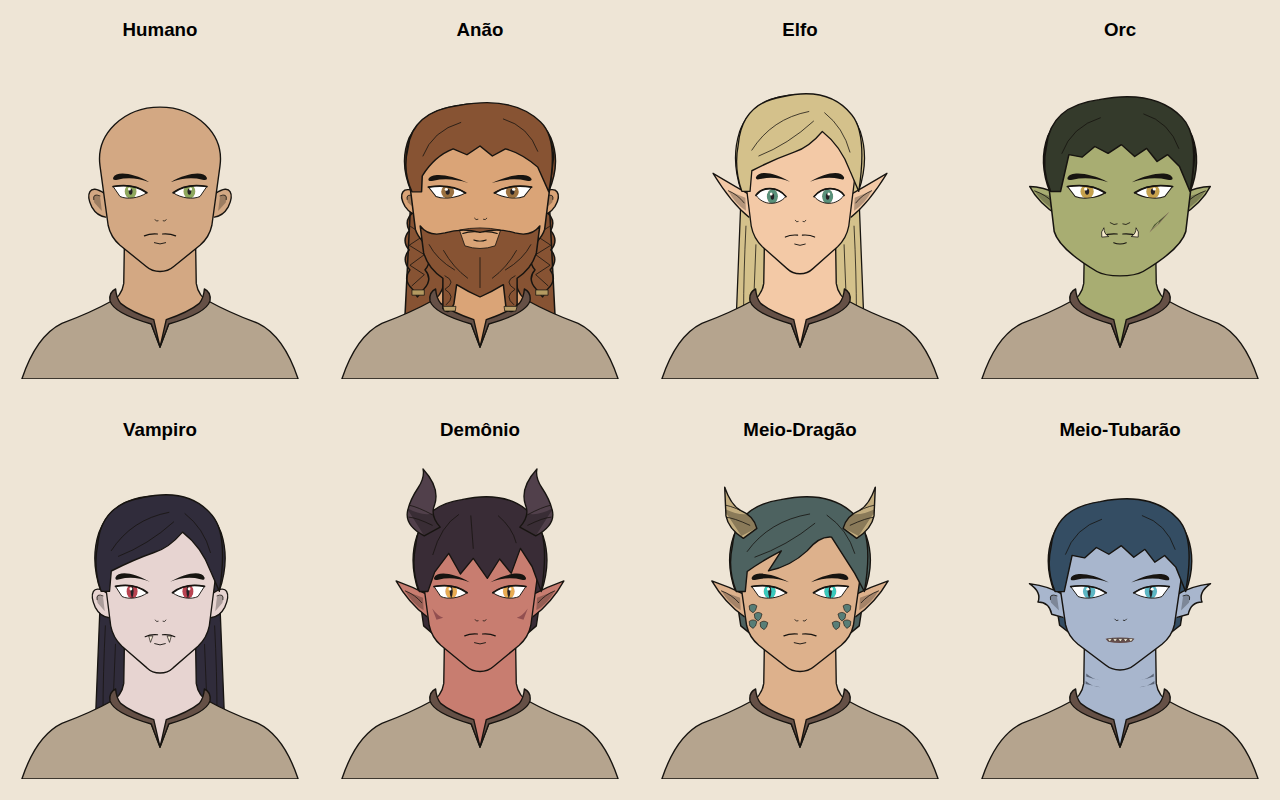 Humano
Anão
Elfo
Orc
Vampiro
Demônio
Meio-Dragão
Meio-Tubarão